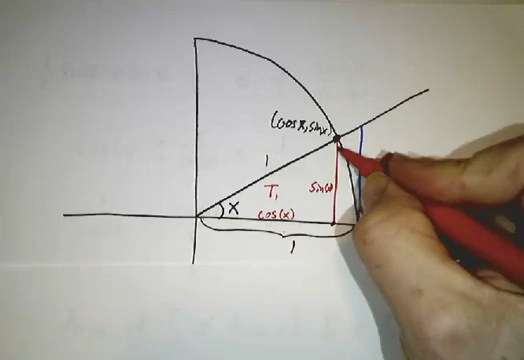 (cos x, sin x)
1
T₁
sin(x)
x
cos(x)
1